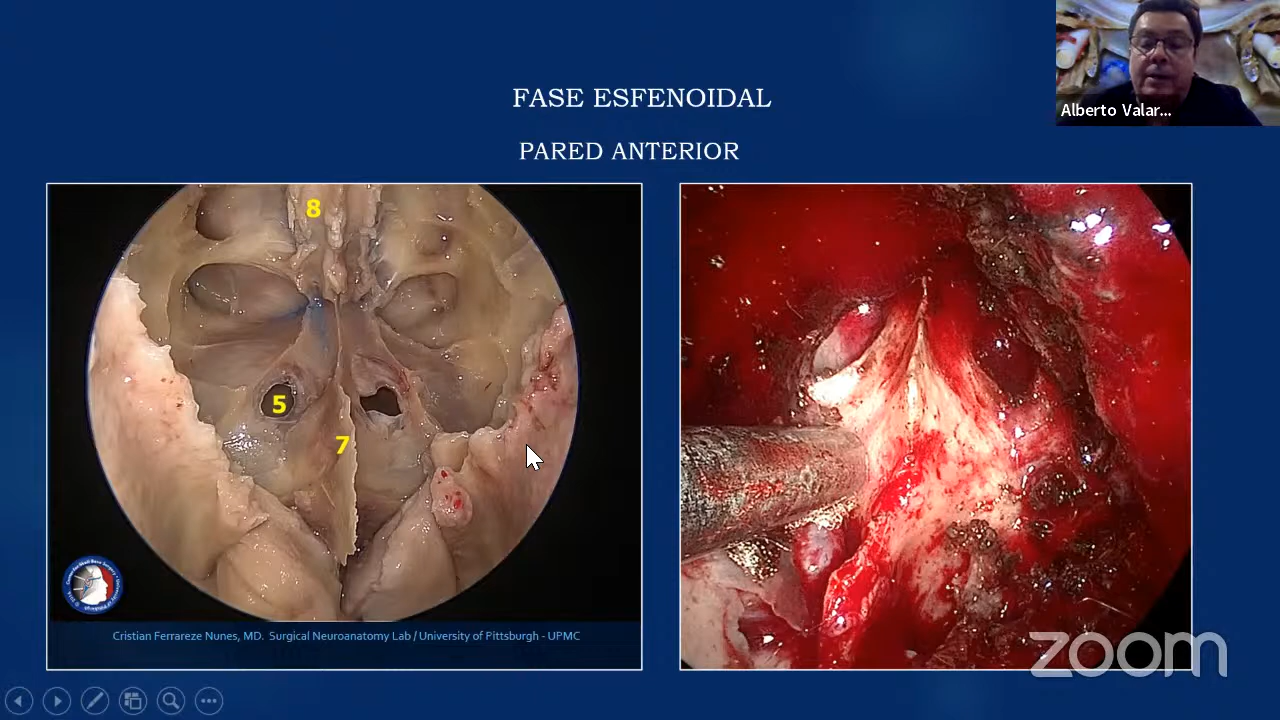 Alberto Valar...
FASE ESFENOIDAL
PARED ANTERIOR
8
5
7
Cristian Ferrareze Nunes, MD. Surgical Neuroanatomy Lab / University of Pittsburgh - UPMC
zoom